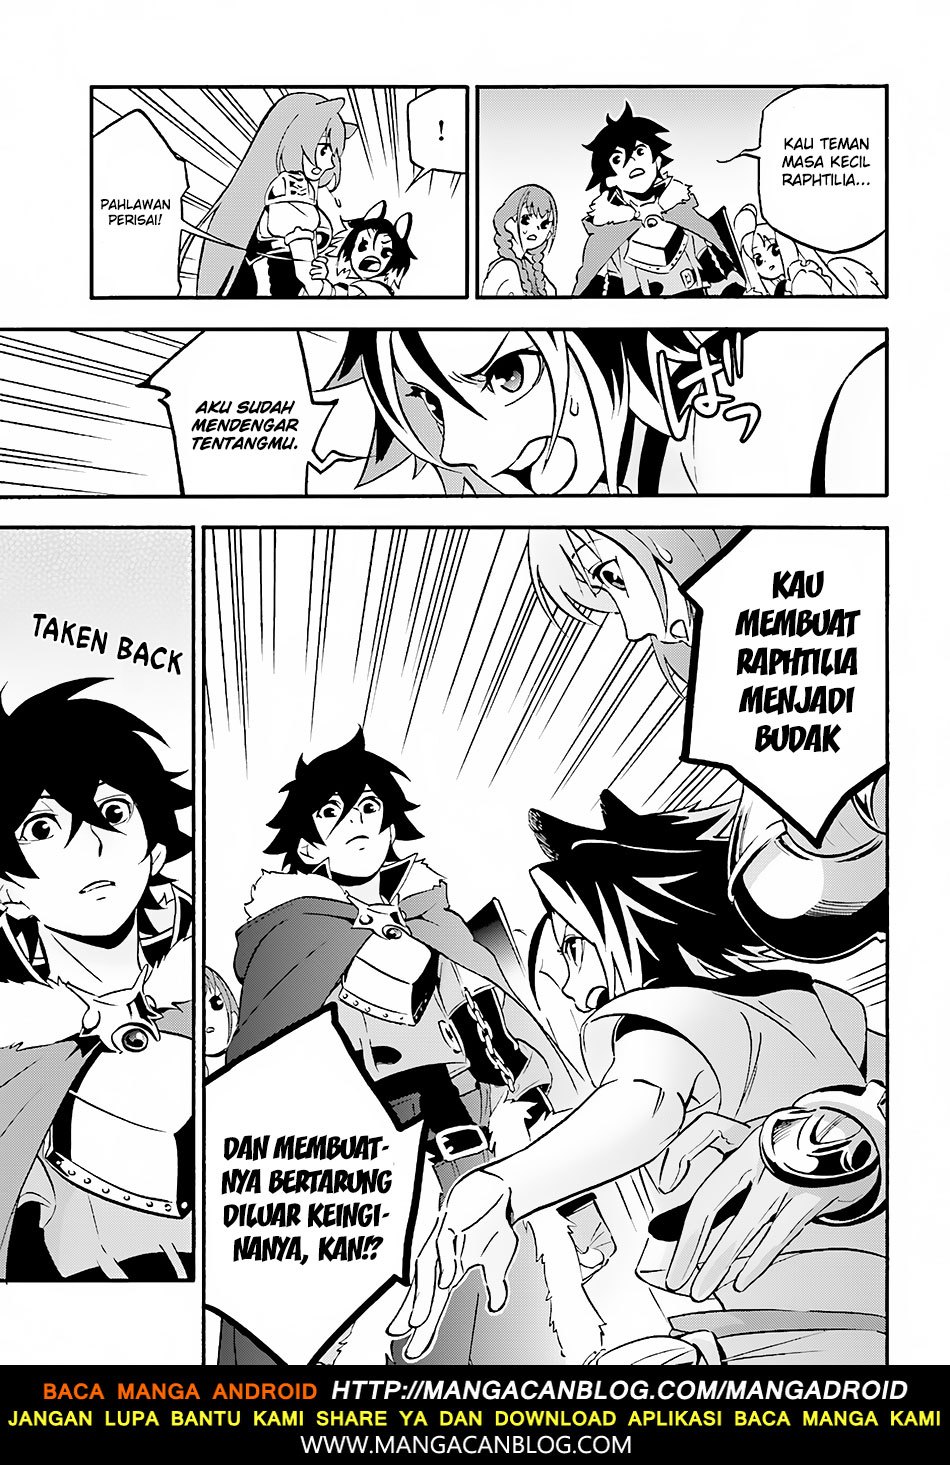 KAU TEMAN
MASA KECIL
RAPHTILIA...
!
PAHLAWAN
PERISAI!
ばっ
AKU SUDAH
MENDENGAR
TENTANGMU.
KAU
MEMBUAT
RAPHTILIA
MENJADI
BUDAK
DAN MEMBUAT-
NYA BERTARUNG
DILUAR KEINGI-
NANYA, KAN!?
TAKEN BACK
BACA MANGA ANDROID HTTP://MANGACANBLOG.COM/MANGADROID
JANGAN LUPA BANTU KAMI SHARE YA DAN DOWNLOAD APLIKASI BACA MANGA KAMI
WWW.MANGACANBLOG.COM